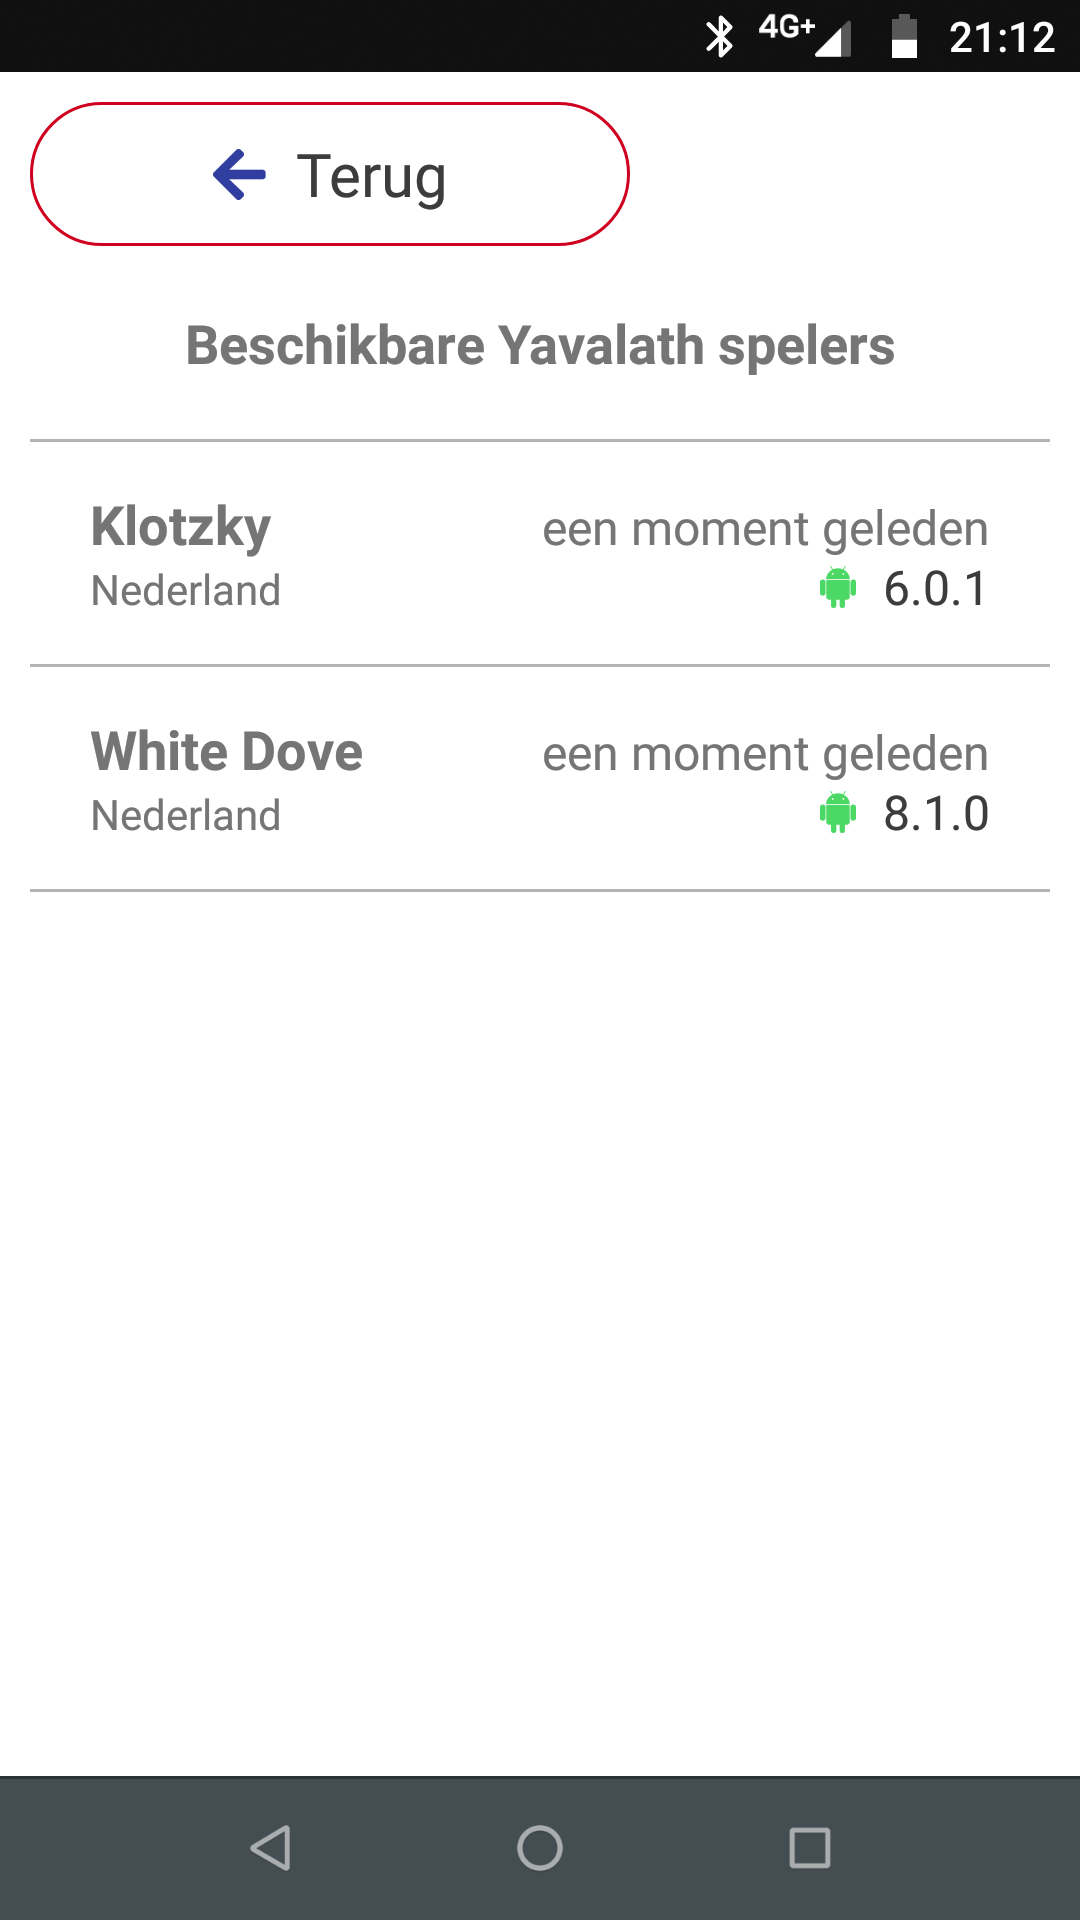 4G+ 21:12
Terug
Beschikbare Yavalath spelers
Klotzky een moment geleden
Nederland 6.0.1
White Dove een moment geleden
Nederland 8.1.0